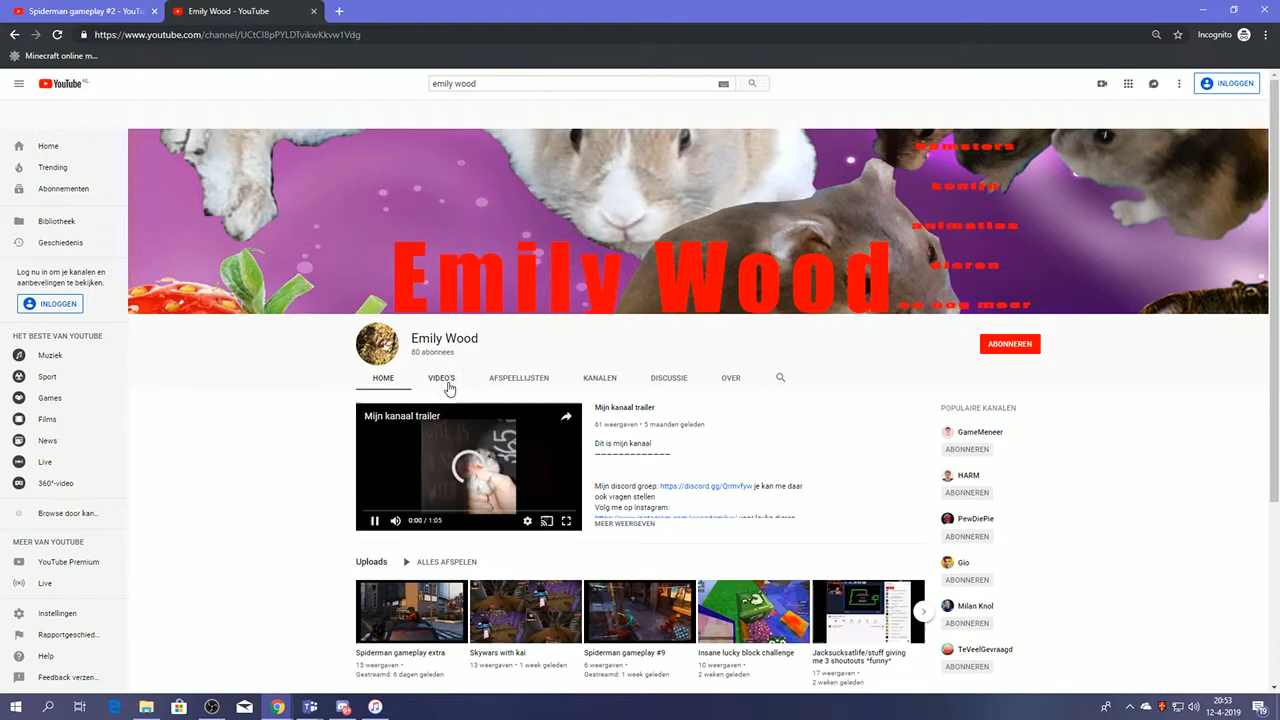 Spiderman gameplay #2 - YouT
Emily Wood - YouTube
https://www.youtube.com/channel/UCtCI8pPYLDTvikwKkvw1Vdg
Incognito
Minecraft online m...
YouTube NL
emily wood
INLOGGEN
Home
Trending
Abonnementen
Bibliotheek
Geschiedenis
Log nu in om je kanalen en
aanbevelingen te bekijken.
INLOGGEN
HET BESTE VAN YOUTUBE
Muziek
Sport
Games
Films
News
Live
360°-video
Browse door kan...
MEER VAN YOUTUBE
YouTube Premium
Live
Instellingen
Rapportgeschied...
Help
Feedback verzen...
Hamsters
Konijn
animaties
dieren
en nog meer
Emily Wood
Emily Wood
80 abonnees
ABONNEREN
HOME
VIDEO'S
AFSPEELLIJSTEN
KANALEN
DISCUSSIE
OVER
Mijn kanaal trailer
0:00 / 1:05
Mijn kanaal trailer
61 weergaven • 5 maanden geleden
Dit is mijn kanaal
~~~~~~~~~~~~~
Mijn discord groep: https://discord.gg/Qrmvfyw je kan me daar
ook vragen stellen
Volg me op Instagram:
MEER WEERGEVEN
POPULAIRE KANALEN
GameMeneer
ABONNEREN
HARM
ABONNEREN
PewDiePie
ABONNEREN
Gio
ABONNEREN
Milan Knol
ABONNEREN
TeVeelGevraagd
ABONNEREN
Uploads
ALLES AFSPELEN
Spiderman gameplay extra
15 weergaven •
Gestreamd: 6 dagen geleden
Skywars with kai
13 weergaven • 1 week geleden
Spiderman gameplay #9
6 weergaven •
Gestreamd: 1 week geleden
Insane lucky block challenge
10 weergaven •
2 weken geleden
Jacksucksatlife/stuff giving
me 3 shoutouts *funny*
17 weergaven •
2 weken geleden
20:53
12-4-2019